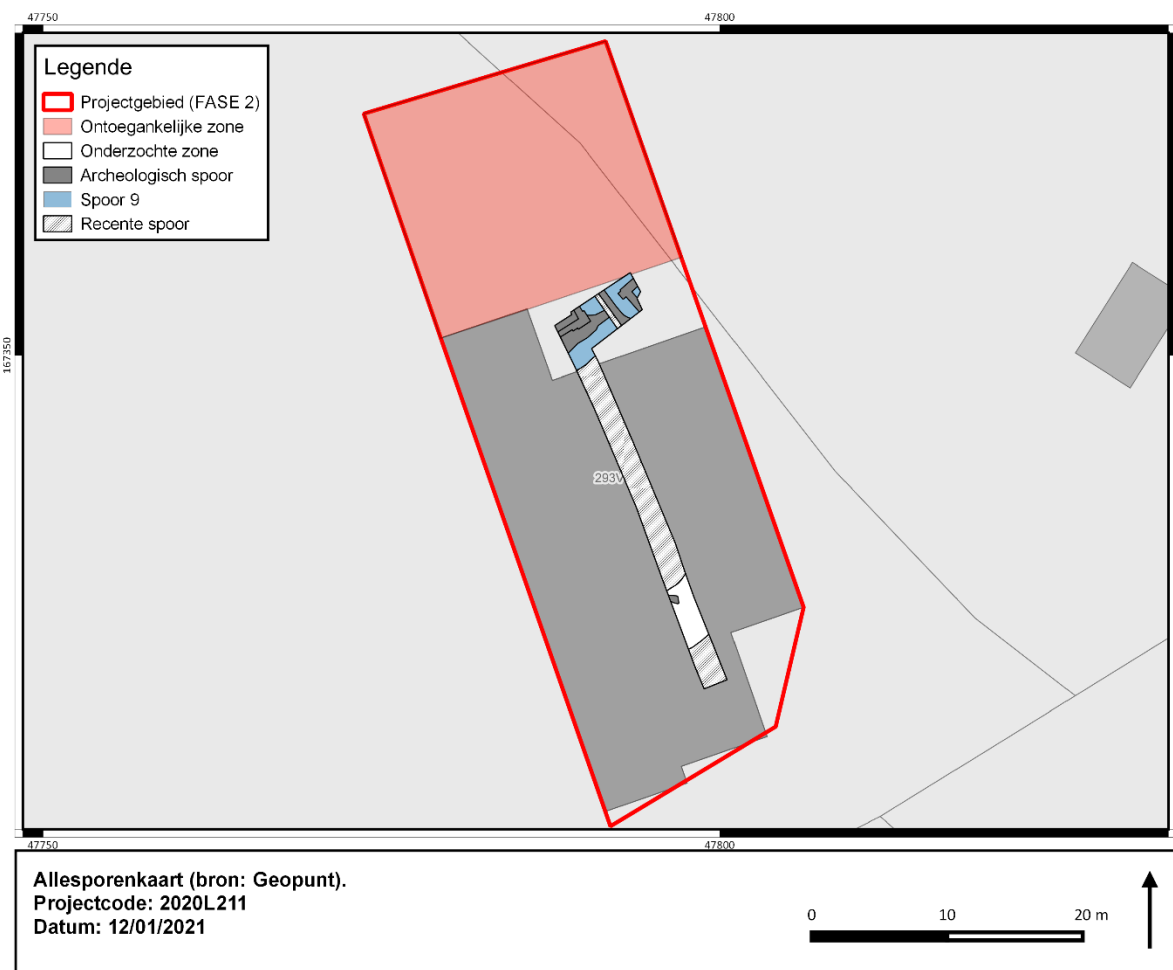 47750
47800
Legende
Projectgebied (FASE 2)
Ontoegankelijke zone
Onderzochte zone
Archeologisch spoor
Spoor 9
Recente spoor
167350
167350
293V
47750
47800
Allesporenkaart (bron: Geopunt).
Projectcode: 2020L211
Datum: 12/01/2021
0 10 20 m